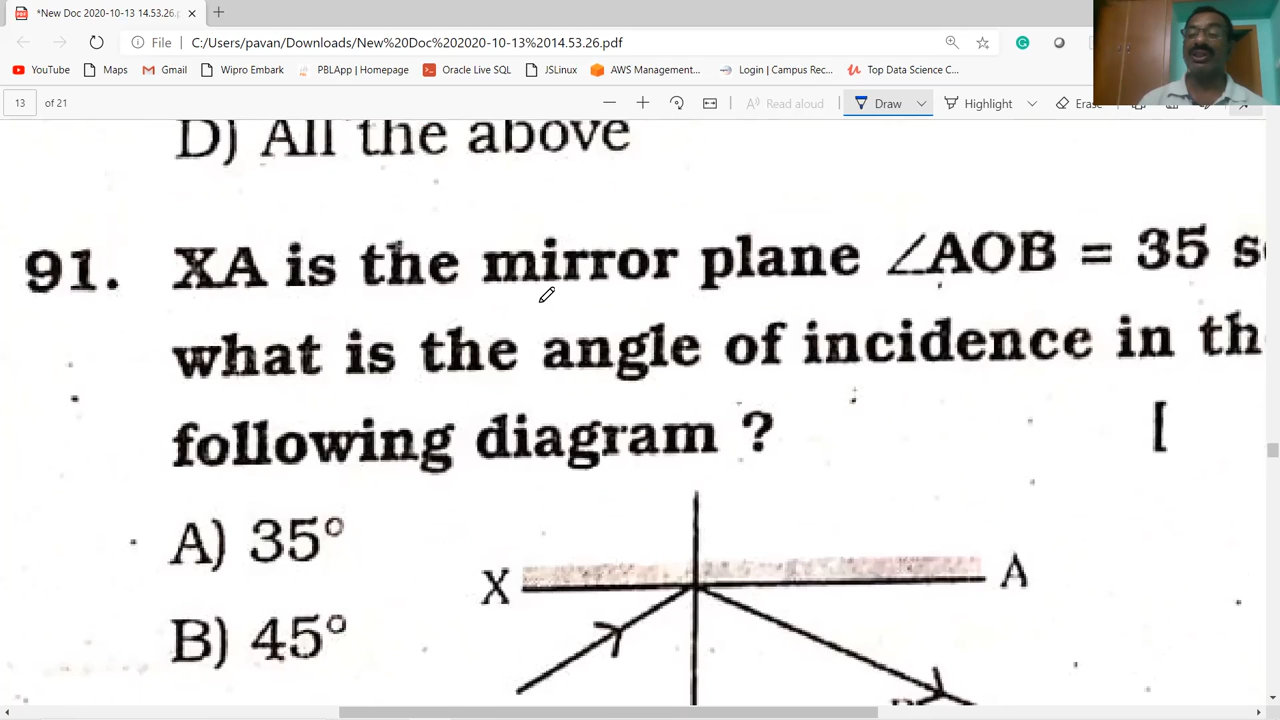 *New Doc 2020-10-13 14.53.26.p
File C:/Users/pavan/Downloads/New%20Doc%202020-10-13%2014.53.26.pdf
YouTube Maps Gmail Wipro Embark PBLApp | Homepage Oracle Live SQL JSLinux AWS Management... Login | Campus Rec... Top Data Science C...
13 of 21 Read aloud Draw Highlight Erase
D) All the above
91. XA is the mirror plane ∠AOB = 35 s
what is the angle of incidence in th
following diagram ? [
A) 35°
X A
B) 45°